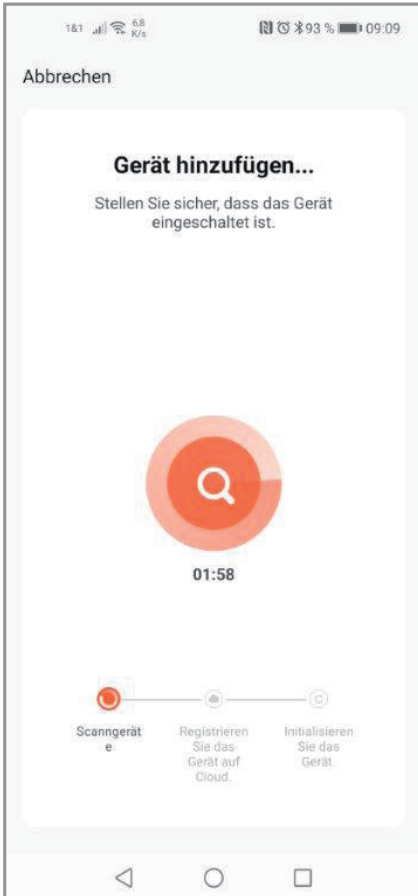 1&1 6,8 K/s 93 % 09:09
Abbrechen
Gerät hinzufügen...
Stellen Sie sicher, dass das Gerät
eingeschaltet ist.
01:58
Scanngerät
e
Registrieren
Sie das
Gerät auf
Cloud.
Initialisieren
Sie das
Gerät.